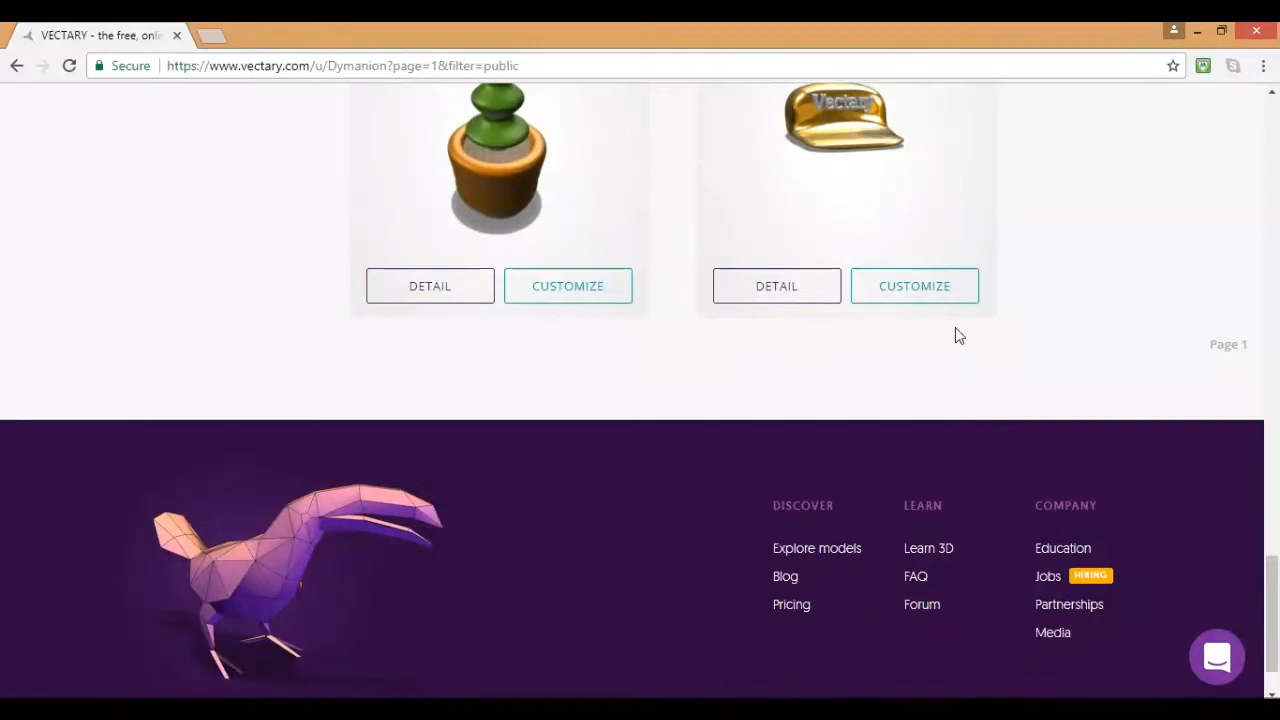 VECTARY - the free, onli
Secure
https://www.vectary.com/u/Dymanion?page=1&filter=public
Vectary
DETAIL
CUSTOMIZE
DETAIL
CUSTOMIZE
Page 1
DISCOVER
Explore models
Blog
Pricing
LEARN
Learn 3D
FAQ
Forum
COMPANY
Education
Jobs HIRING
Partnerships
Media